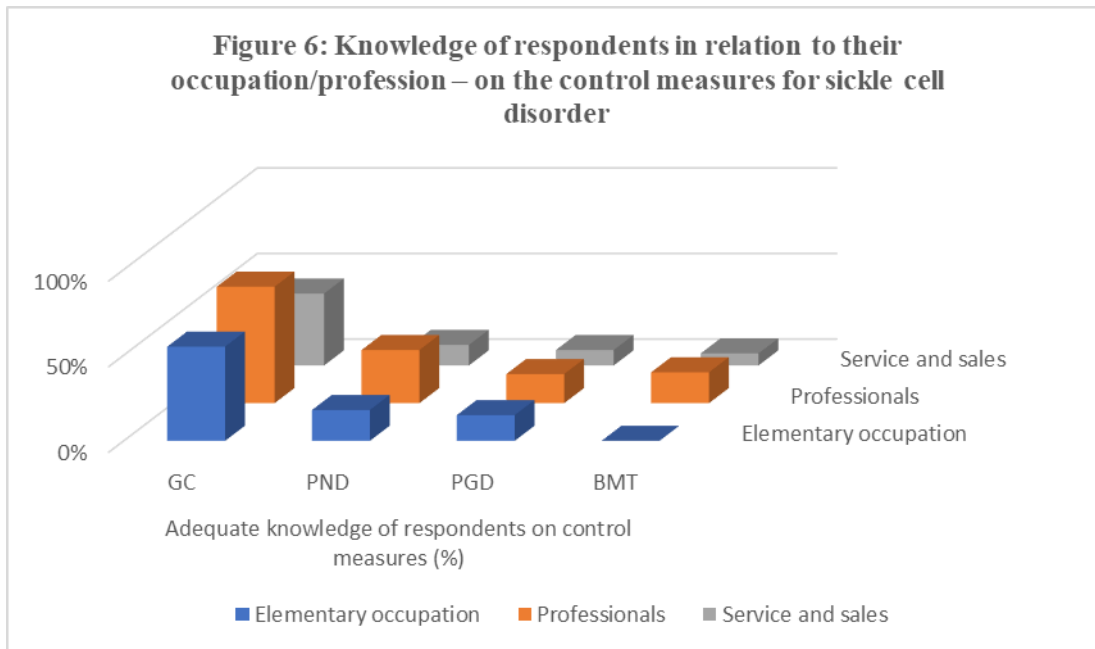 Figure 6: Knowledge of respondents in relation to their
occupation/profession – on the control measures for sickle cell
disorder
100%
50%
0%
Service and sales
Professionals
Elementary occupation
GC PND PGD BMT
Adequate knowledge of respondents on control
measures (%)
Elementary occupation Professionals Service and sales